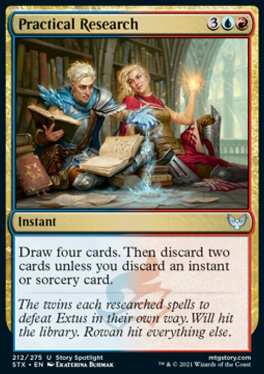 Practical Research 3
Instant
Draw four cards. Then discard two
cards unless you discard an instant
or sorcery card.
The twins each researched spells to
defeat Extus in their own way. Will hit
the library. Rowan hit everything else.
212/275 U Story Spotlight
STX • EN Ekaterina Burmak
mtgstory.com
™ & © 2021 Wizards of the Coast